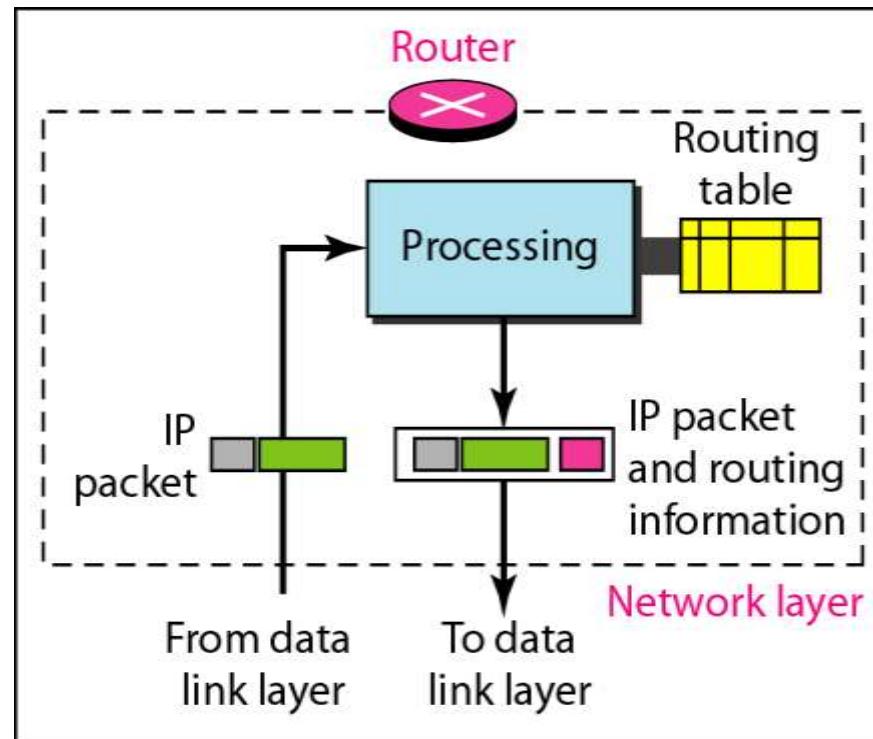 Router
Routing
table
Processing
IP
packet
IP packet
and routing
information
Network layer
From data
link layer
To data
link layer